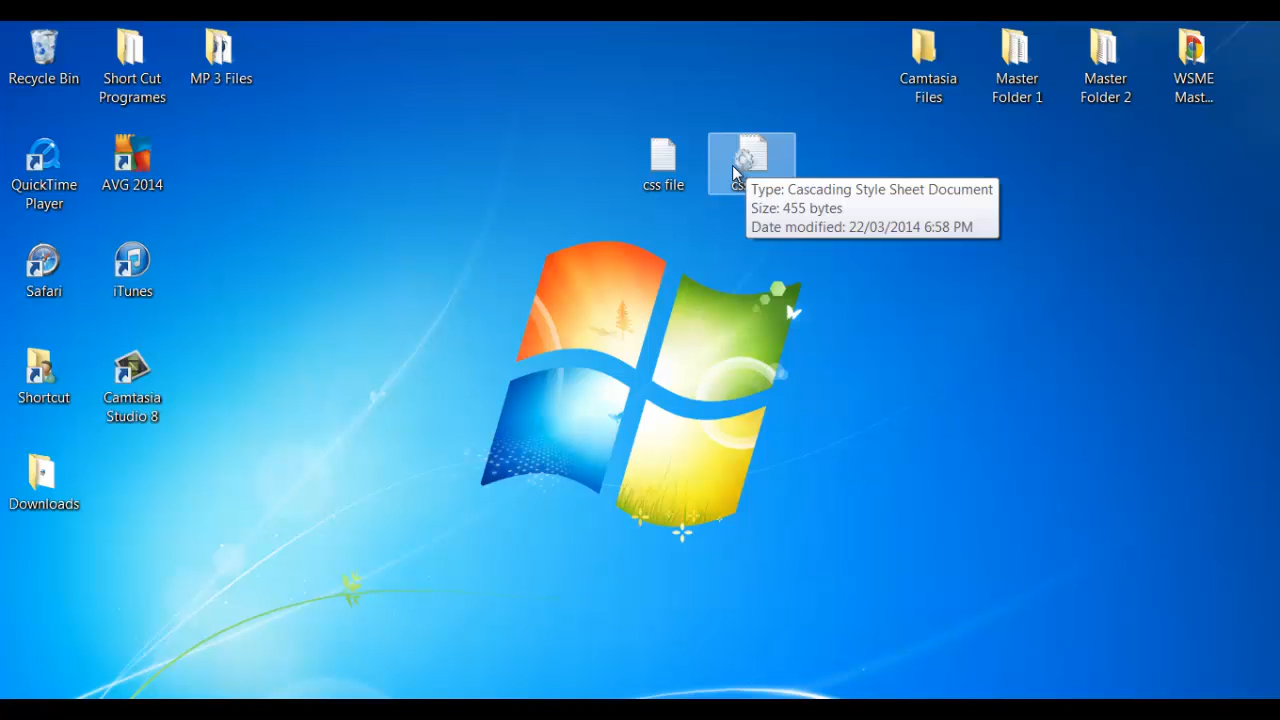 Recycle Bin
Short Cut
Programes
MP 3 Files
Camtasia
Files
Master
Folder 1
Master
Folder 2
WSME
Mast...
QuickTime
Player
AVG 2014
css file
Type: Cascading Style Sheet Document
Size: 455 bytes
Date modified: 22/03/2014 6:58 PM
Safari
iTunes
Shortcut
Camtasia
Studio 8
Downloads